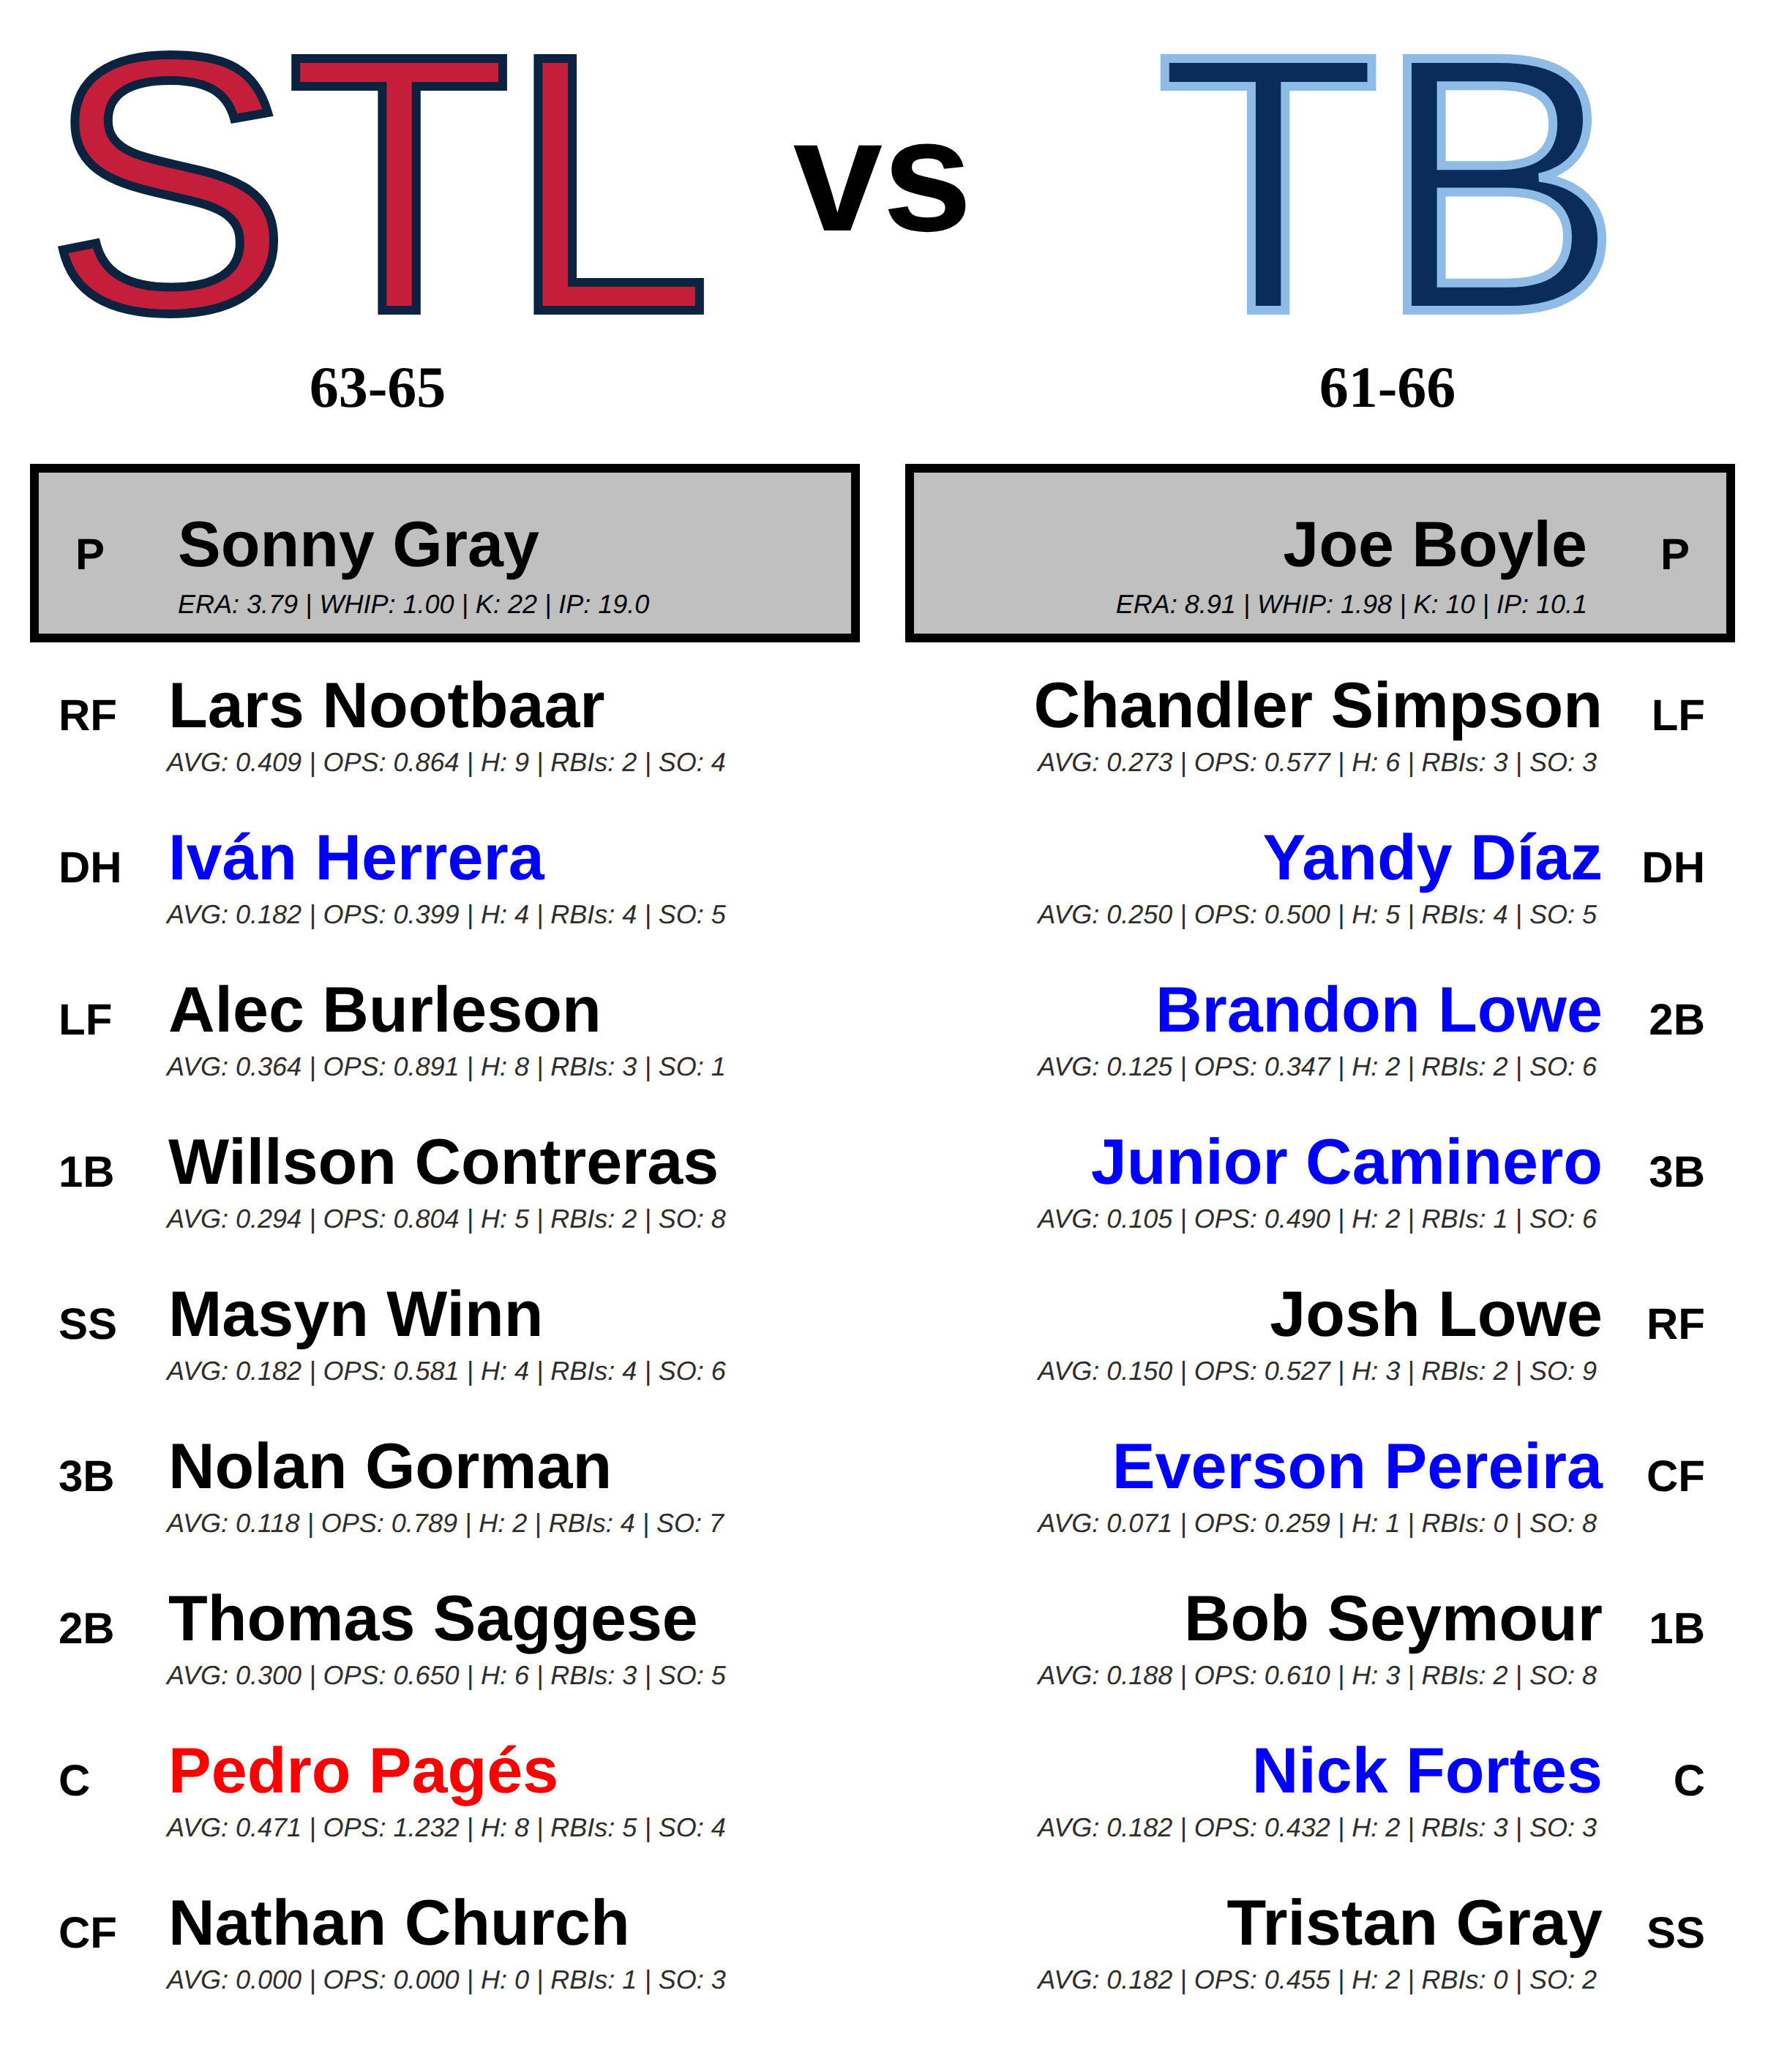 STL vs TB
63-65
61-66
P Sonny Gray
ERA: 3.79 | WHIP: 1.00 | K: 22 | IP: 19.0
Joe Boyle P
ERA: 8.91 | WHIP: 1.98 | K: 10 | IP: 10.1
RF Lars Nootbaar
AVG: 0.409 | OPS: 0.864 | H: 9 | RBIs: 2 | SO: 4
DH Iván Herrera
AVG: 0.182 | OPS: 0.399 | H: 4 | RBIs: 4 | SO: 5
LF Alec Burleson
AVG: 0.364 | OPS: 0.891 | H: 8 | RBIs: 3 | SO: 1
1B Willson Contreras
AVG: 0.294 | OPS: 0.804 | H: 5 | RBIs: 2 | SO: 8
SS Masyn Winn
AVG: 0.182 | OPS: 0.581 | H: 4 | RBIs: 4 | SO: 6
3B Nolan Gorman
AVG: 0.118 | OPS: 0.789 | H: 2 | RBIs: 4 | SO: 7
2B Thomas Saggese
AVG: 0.300 | OPS: 0.650 | H: 6 | RBIs: 3 | SO: 5
C Pedro Pagés
AVG: 0.471 | OPS: 1.232 | H: 8 | RBIs: 5 | SO: 4
CF Nathan Church
AVG: 0.000 | OPS: 0.000 | H: 0 | RBIs: 1 | SO: 3
Chandler Simpson LF
AVG: 0.273 | OPS: 0.577 | H: 6 | RBIs: 3 | SO: 3
Yandy Díaz DH
AVG: 0.250 | OPS: 0.500 | H: 5 | RBIs: 4 | SO: 5
Brandon Lowe 2B
AVG: 0.125 | OPS: 0.347 | H: 2 | RBIs: 2 | SO: 6
Junior Caminero 3B
AVG: 0.105 | OPS: 0.490 | H: 2 | RBIs: 1 | SO: 6
Josh Lowe RF
AVG: 0.150 | OPS: 0.527 | H: 3 | RBIs: 2 | SO: 9
Everson Pereira CF
AVG: 0.071 | OPS: 0.259 | H: 1 | RBIs: 0 | SO: 8
Bob Seymour 1B
AVG: 0.188 | OPS: 0.610 | H: 3 | RBIs: 2 | SO: 8
Nick Fortes C
AVG: 0.182 | OPS: 0.432 | H: 2 | RBIs: 3 | SO: 3
Tristan Gray SS
AVG: 0.182 | OPS: 0.455 | H: 2 | RBIs: 0 | SO: 2